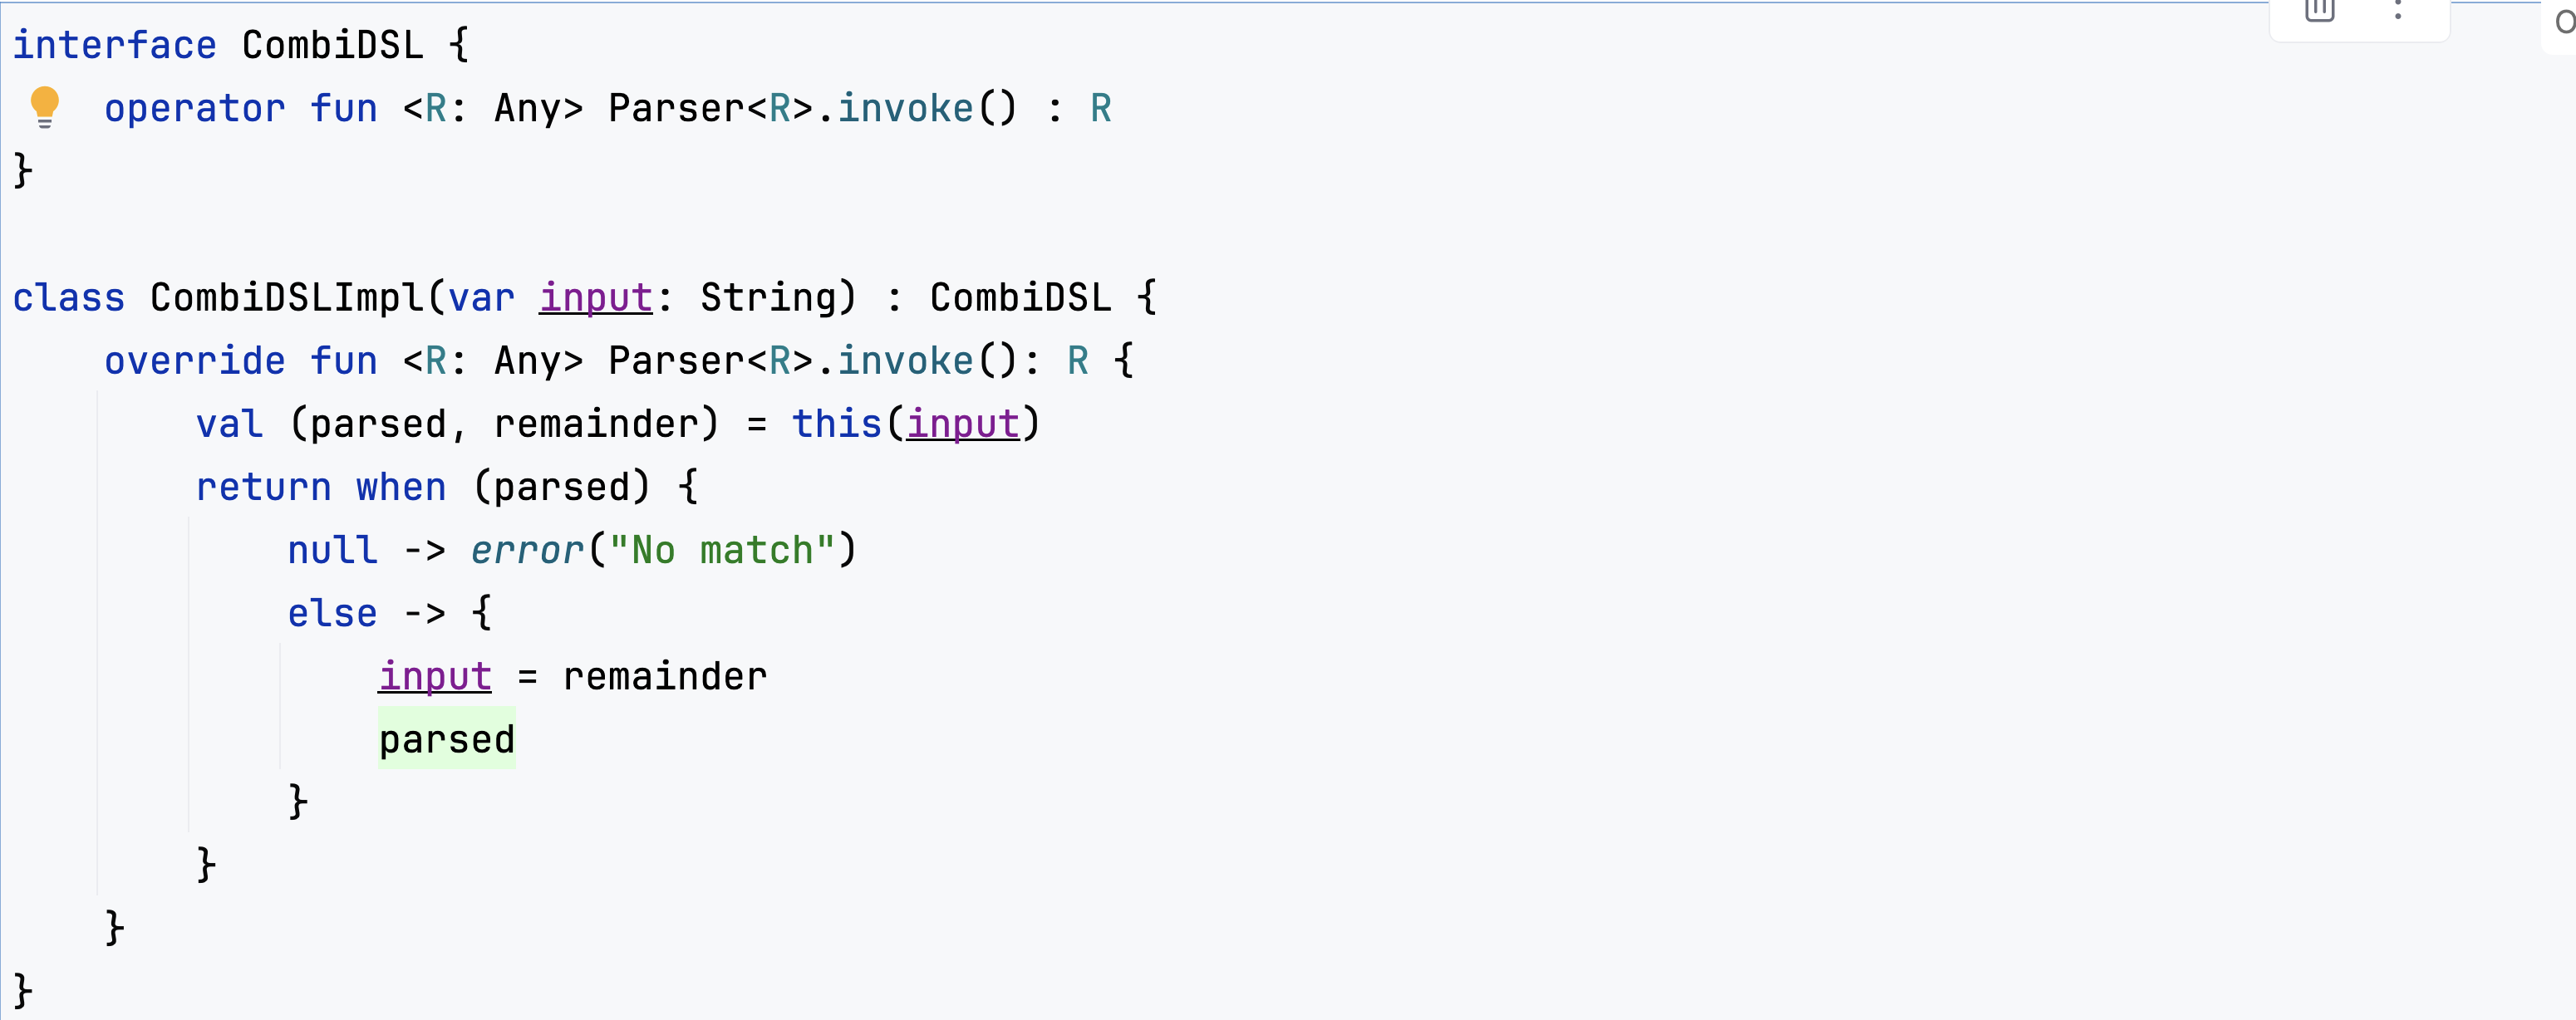 interface CombiDSL {
    operator fun <R: Any> Parser<R>.invoke() : R
}

class CombiDSLImpl(var input: String) : CombiDSL {
    override fun <R: Any> Parser<R>.invoke(): R {
        val (parsed, remainder) = this(input)
        return when (parsed) {
            null -> error("No match")
            else -> {
                input = remainder
                parsed
            }
        }
    }
}